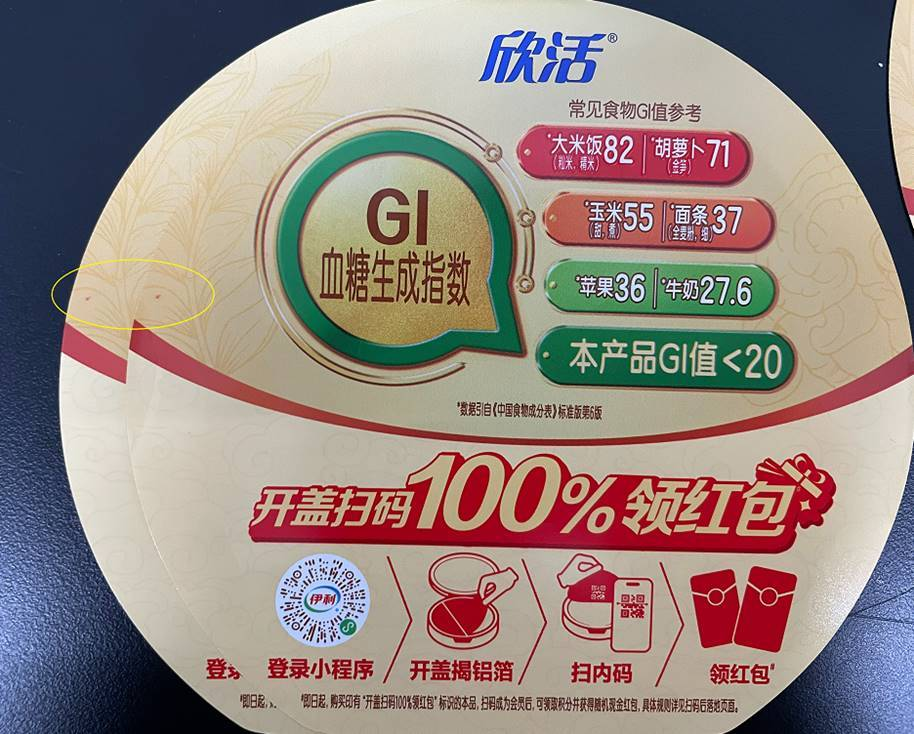 欣活®
常见食物GI值参考
*大米饭82 | *胡萝卜71
(粳米，精米) (金笋)
GI
血糖生成指数
*玉米55 | *面条37
(甜，煮) (全麦粉，细)
*苹果36 | *牛奶27.6
本产品GI值<20
*数据引自《中国食物成分表》标准版第6版
开盖扫码100%领红包
伊利
登录小程序 开盖揭铝箔 扫内码 领红包#
#即日起，购买印有“开盖扫码100%领红包”标识的本品，扫码成为会员后，可领取积分并获得随机现金红包，具体规则详见扫码后落地页面。
登
#即日起，